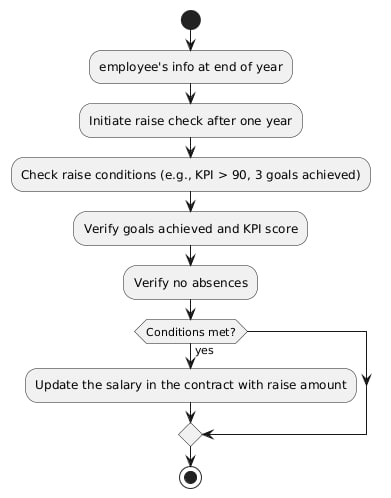 employee's info at end of year
Initiate raise check after one year
Check raise conditions (e.g., KPI > 90, 3 goals achieved)
Verify goals achieved and KPI score
Verify no absences
Conditions met?
yes
Update the salary in the contract with raise amount